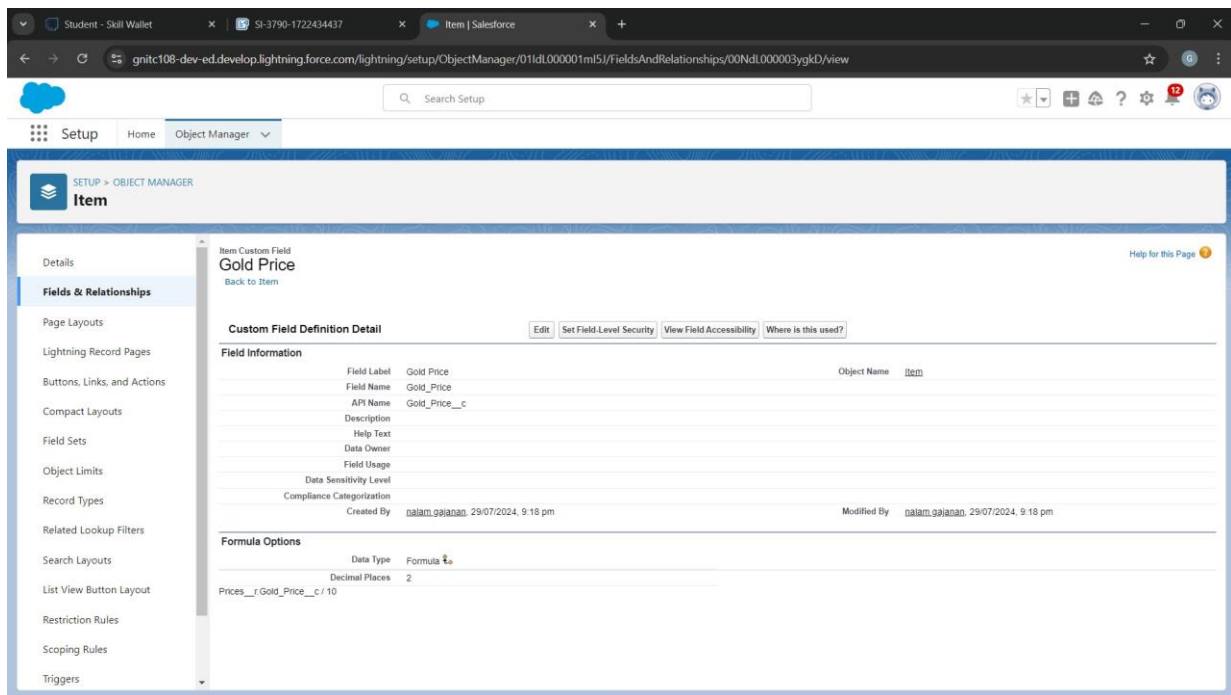 Student - Skill Wallet
SI-3790-1722434437
Item | Salesforce
gnitc108-dev-ed.develop.lightning.force.com/lightning/setup/ObjectManager/01IdL000001mI5J/FieldsAndRelationships/00NdL000003ygkD/view
G
Search Setup
12
Setup Home Object Manager
SETUP > OBJECT MANAGER
Item
Details
Fields & Relationships
Page Layouts
Lightning Record Pages
Buttons, Links, and Actions
Compact Layouts
Field Sets
Object Limits
Record Types
Related Lookup Filters
Search Layouts
List View Button Layout
Restriction Rules
Scoping Rules
Triggers
Item Custom Field
Gold Price
Back to Item
Help for this Page
Custom Field Definition Detail Edit Set Field-Level Security View Field Accessibility Where is this used?
Field Information
Field Label Gold Price Object Name Item
Field Name Gold_Price
API Name Gold_Price__c
Description
Help Text
Data Owner
Field Usage
Data Sensitivity Level
Compliance Categorization
Created By nalam gajanan, 29/07/2024, 9:18 pm Modified By nalam gajanan, 29/07/2024, 9:18 pm
Formula Options
Data Type Formula
Decimal Places 2
Prices__r.Gold_Price__c / 10